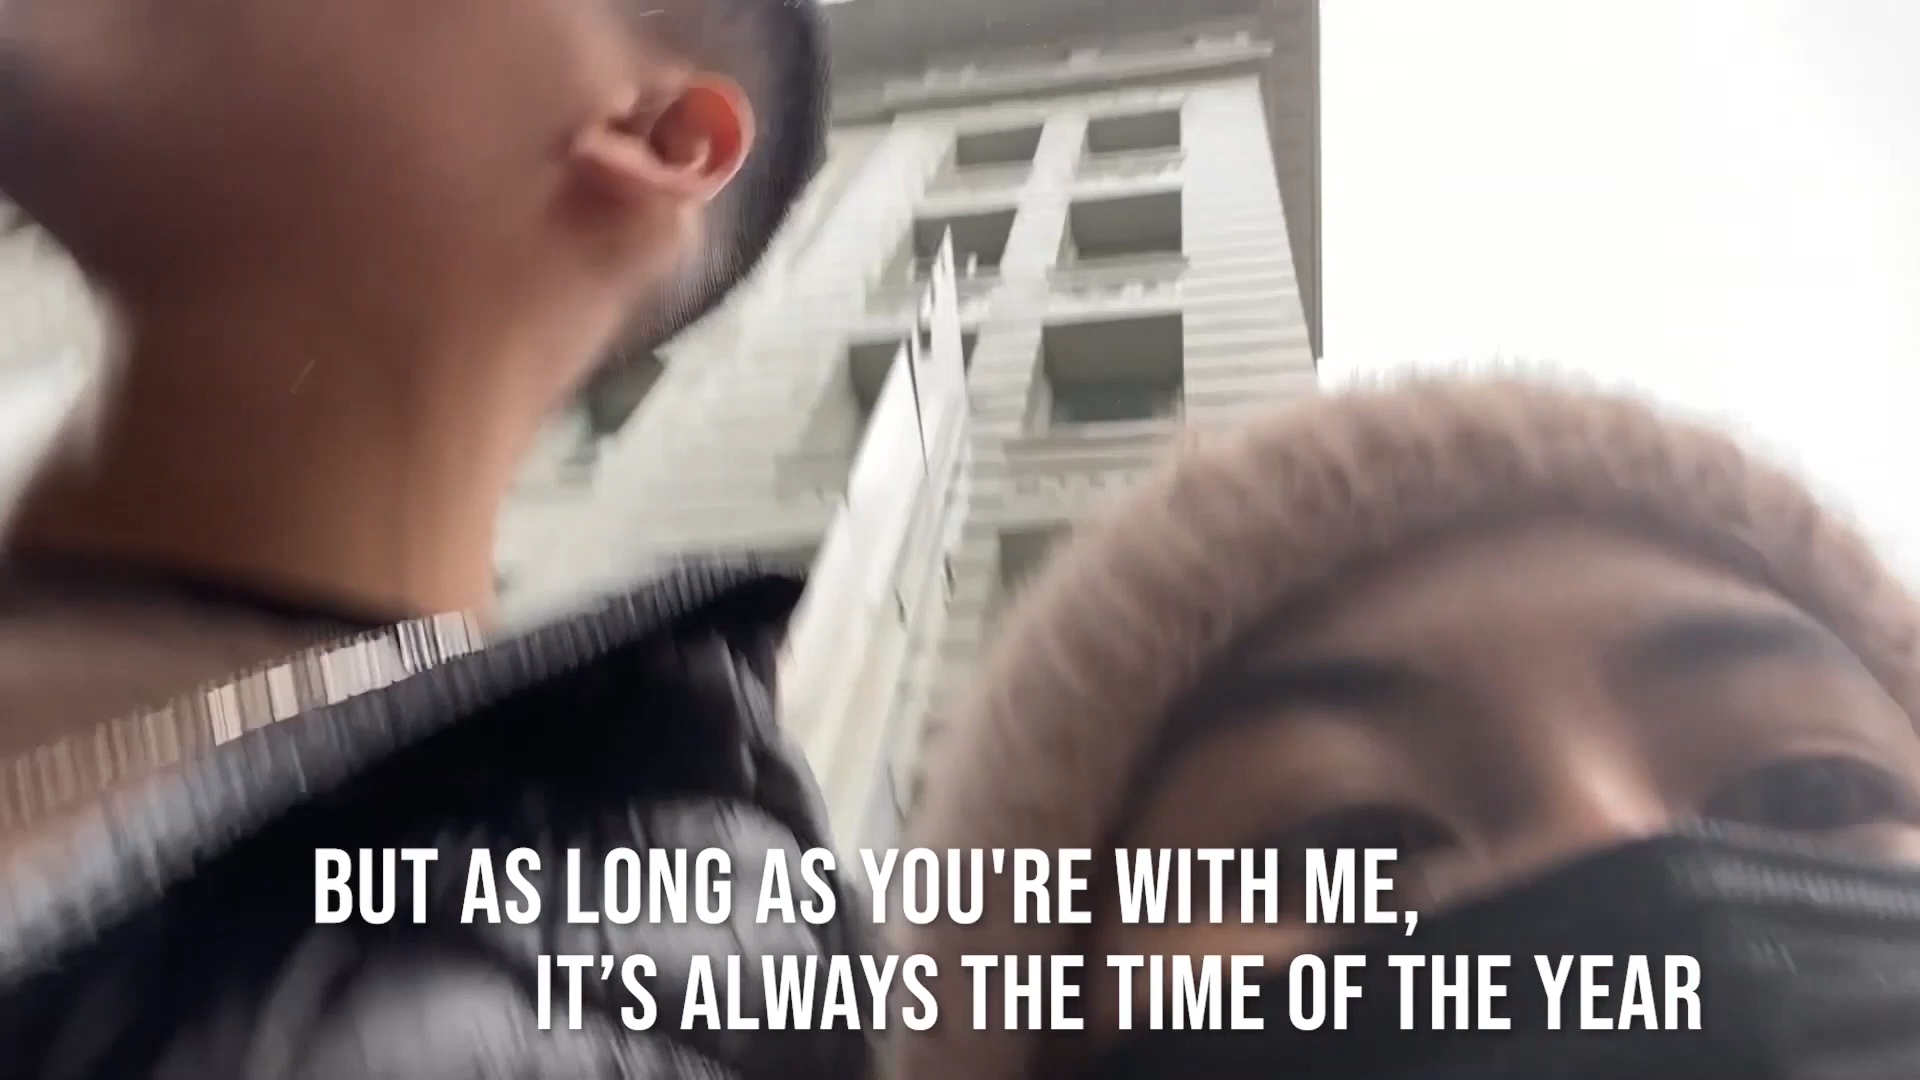 BUT AS LONG AS YOU'RE WITH ME,
IT’S ALWAYS THE TIME OF THE YEAR